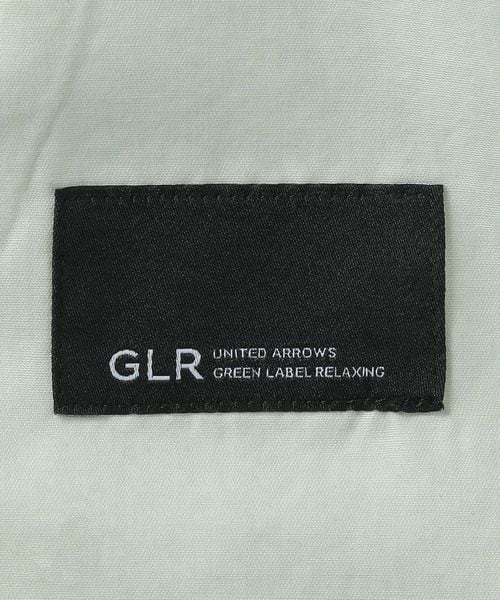 GLR
UNITED ARROWS
GREEN LABEL RELAXING